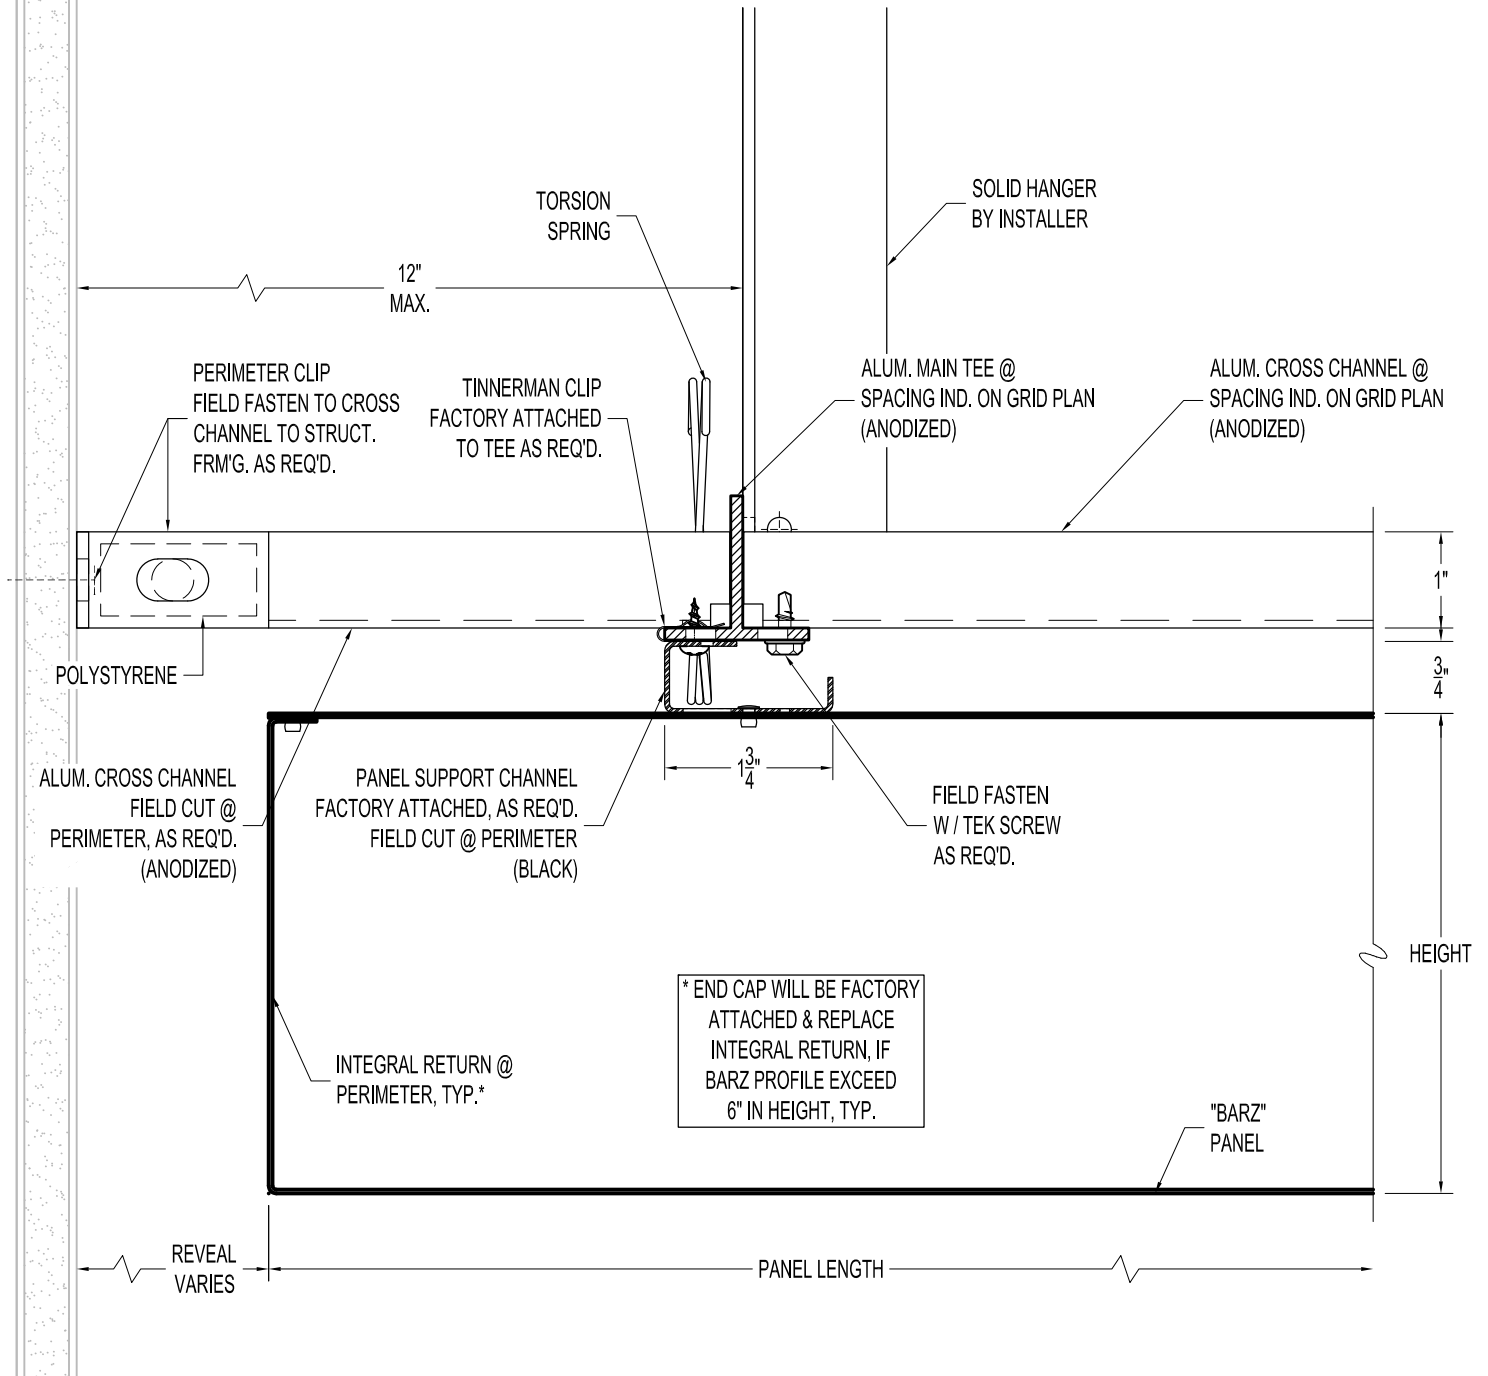 TORSION
SPRING
SOLID HANGER
BY INSTALLER
12"
MAX.
PERIMETER CLIP
FIELD FASTEN TO CROSS
CHANNEL TO STRUCT.
FRM'G. AS REQ'D.
TINNERMAN CLIP
FACTORY ATTACHED
TO TEE AS REQ'D.
ALUM. MAIN TEE @
SPACING IND. ON GRID PLAN
(ANODIZED)
ALUM. CROSS CHANNEL @
SPACING IND. ON GRID PLAN
(ANODIZED)
1"
POLYSTYRENE
3/4"
ALUM. CROSS CHANNEL
FIELD CUT @
PERIMETER, AS REQ'D.
(ANODIZED)
PANEL SUPPORT CHANNEL
FACTORY ATTACHED, AS REQ'D.
FIELD CUT @ PERIMETER
(BLACK)
1 3/4"
FIELD FASTEN
W / TEK SCREW
AS REQ'D.
HEIGHT
* END CAP WILL BE FACTORY
ATTACHED & REPLACE
INTEGRAL RETURN, IF
BARZ PROFILE EXCEED
6" IN HEIGHT, TYP.
INTEGRAL RETURN @
PERIMETER, TYP.*
"BARZ"
PANEL
REVEAL
VARIES
PANEL LENGTH